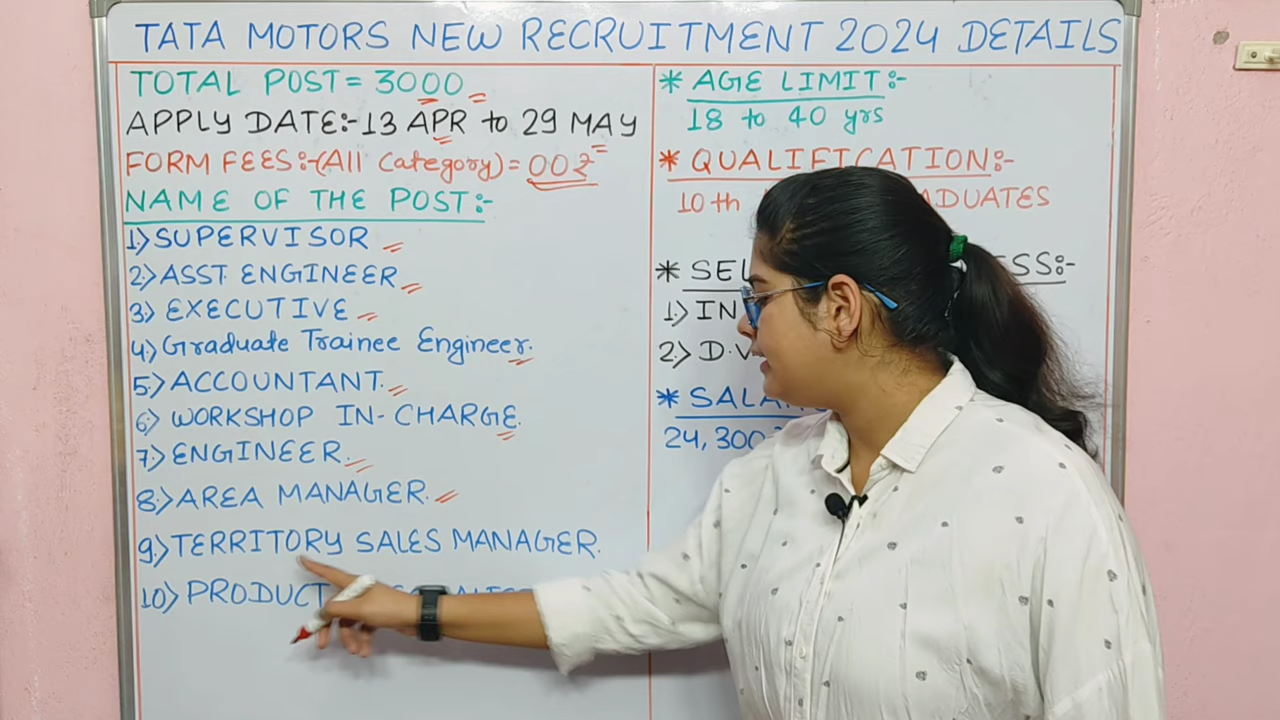 TATA MOTORS NEW RECRUITMENT 2024 DETAILS
TOTAL POST = 3000
APPLY DATE:- 13 APR to 29 MAY
FORM FEES:-(All Category) = 00₹
NAME OF THE POST:-
1.> SUPERVISOR
2.> ASST ENGINEER
3.> EXECUTIVE
4.> Graduate Trainee Engineer.
5.> ACCOUNTANT.
6.> WORKSHOP IN-CHARGE.
7.> ENGINEER.
8.> AREA MANAGER.
9.> TERRITORY SALES MANAGER.
10.> PRODUCT
* AGE LIMIT:-
18 to 40 yrs
* QUALIFICATION:-
10th
* SEL
1.> IN
2.> D.V
* SALAR
24,300